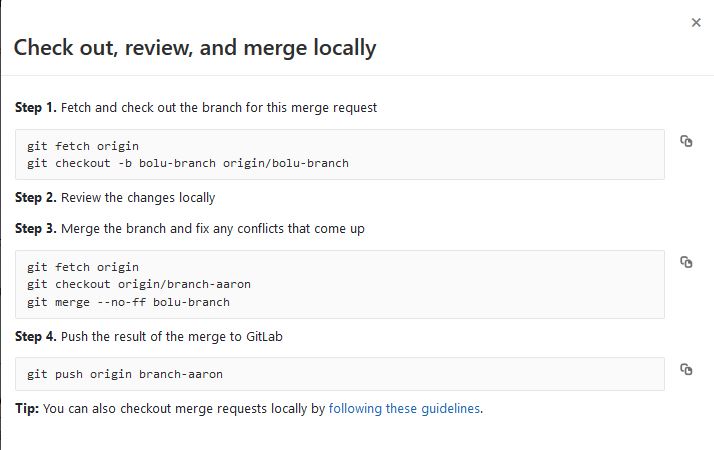 Check out, review, and merge locally
Step 1. Fetch and check out the branch for this merge request
git fetch origin
git checkout -b bolu-branch origin/bolu-branch
Step 2. Review the changes locally
Step 3. Merge the branch and fix any conflicts that come up
git fetch origin
git checkout origin/branch-aaron
git merge --no-ff bolu-branch
Step 4. Push the result of the merge to GitLab
git push origin branch-aaron
Tip: You can also checkout merge requests locally by following these guidelines.